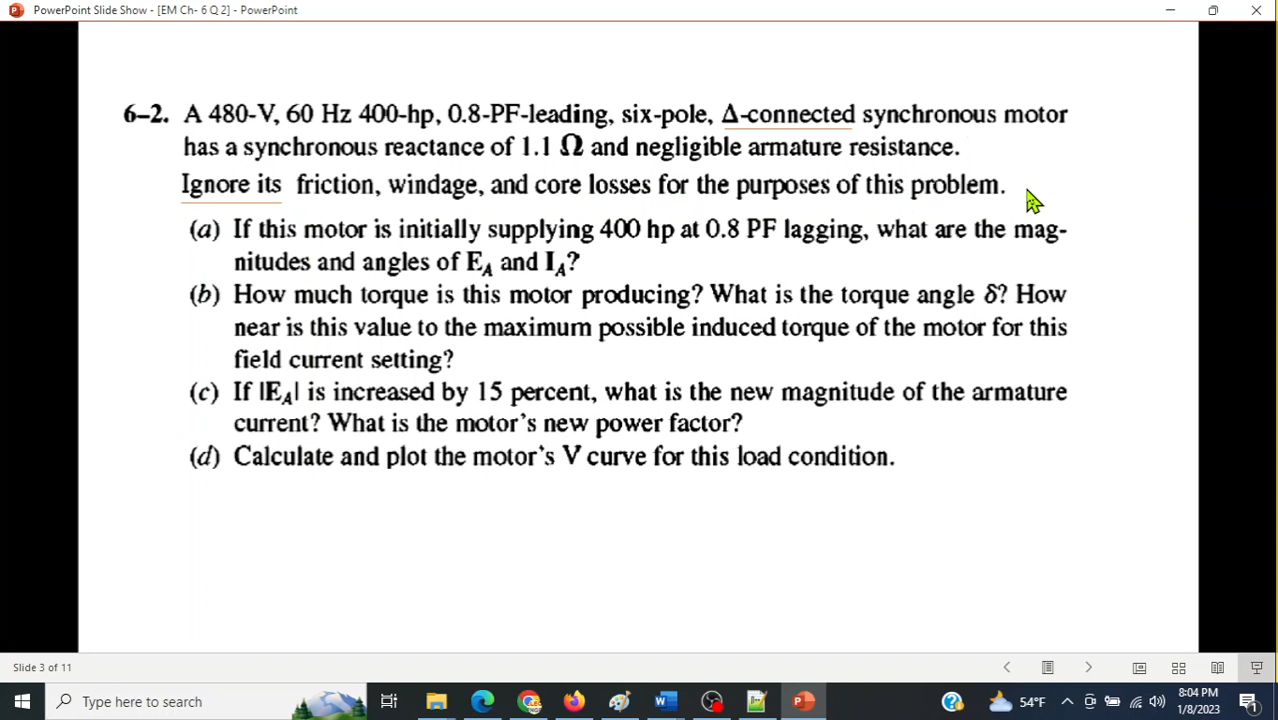 PowerPoint Slide Show - [EM Ch- 6 Q 2] - PowerPoint
6–2. A 480-V, 60 Hz 400-hp, 0.8-PF-leading, six-pole, Δ-connected synchronous motor
has a synchronous reactance of 1.1 Ω and negligible armature resistance.
Ignore its friction, windage, and core losses for the purposes of this problem.
(a) If this motor is initially supplying 400 hp at 0.8 PF lagging, what are the mag-
nitudes and angles of E_A and I_A?
(b) How much torque is this motor producing? What is the torque angle δ? How
near is this value to the maximum possible induced torque of the motor for this
field current setting?
(c) If |E_A| is increased by 15 percent, what is the new magnitude of the armature
current? What is the motor's new power factor?
(d) Calculate and plot the motor's V curve for this load condition.
Slide 3 of 11
Type here to search
54°F
8:04 PM
1/8/2023
1